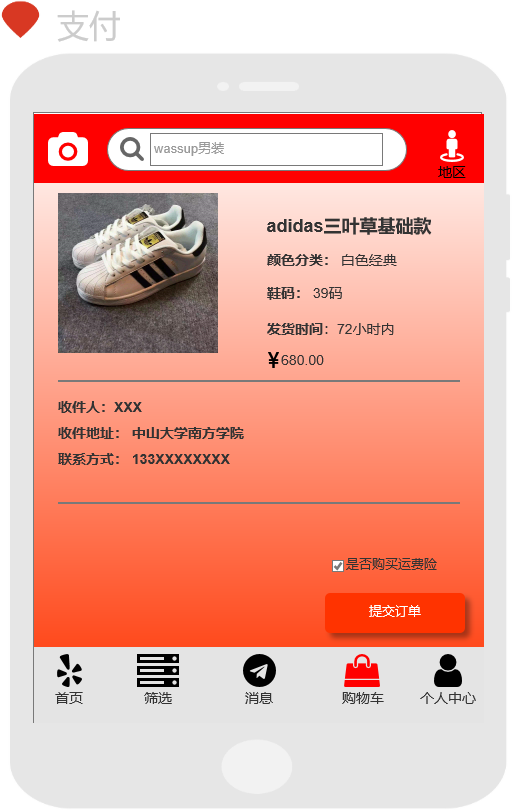 支付
wassup男装
地区
adidas三叶草基础款
颜色分类： 白色经典
鞋码： 39码
发货时间：72小时内
¥680.00
收件人：XXX
收件地址： 中山大学南方学院
联系方式： 133XXXXXXXX
是否购买运费险
提交订单
首页 筛选 消息 购物车 个人中心